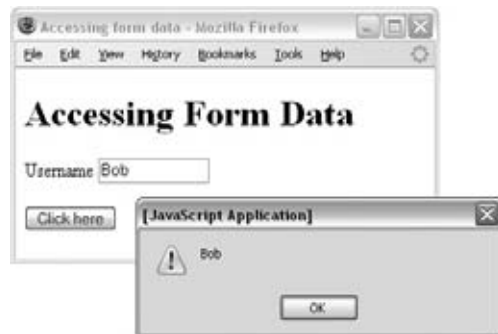 Accessing form data - Mozilla Firefox
File Edit View History Bookmarks Tools Help
Accessing Form Data
Username Bob
Click here
[JavaScript Application]
Bob
OK